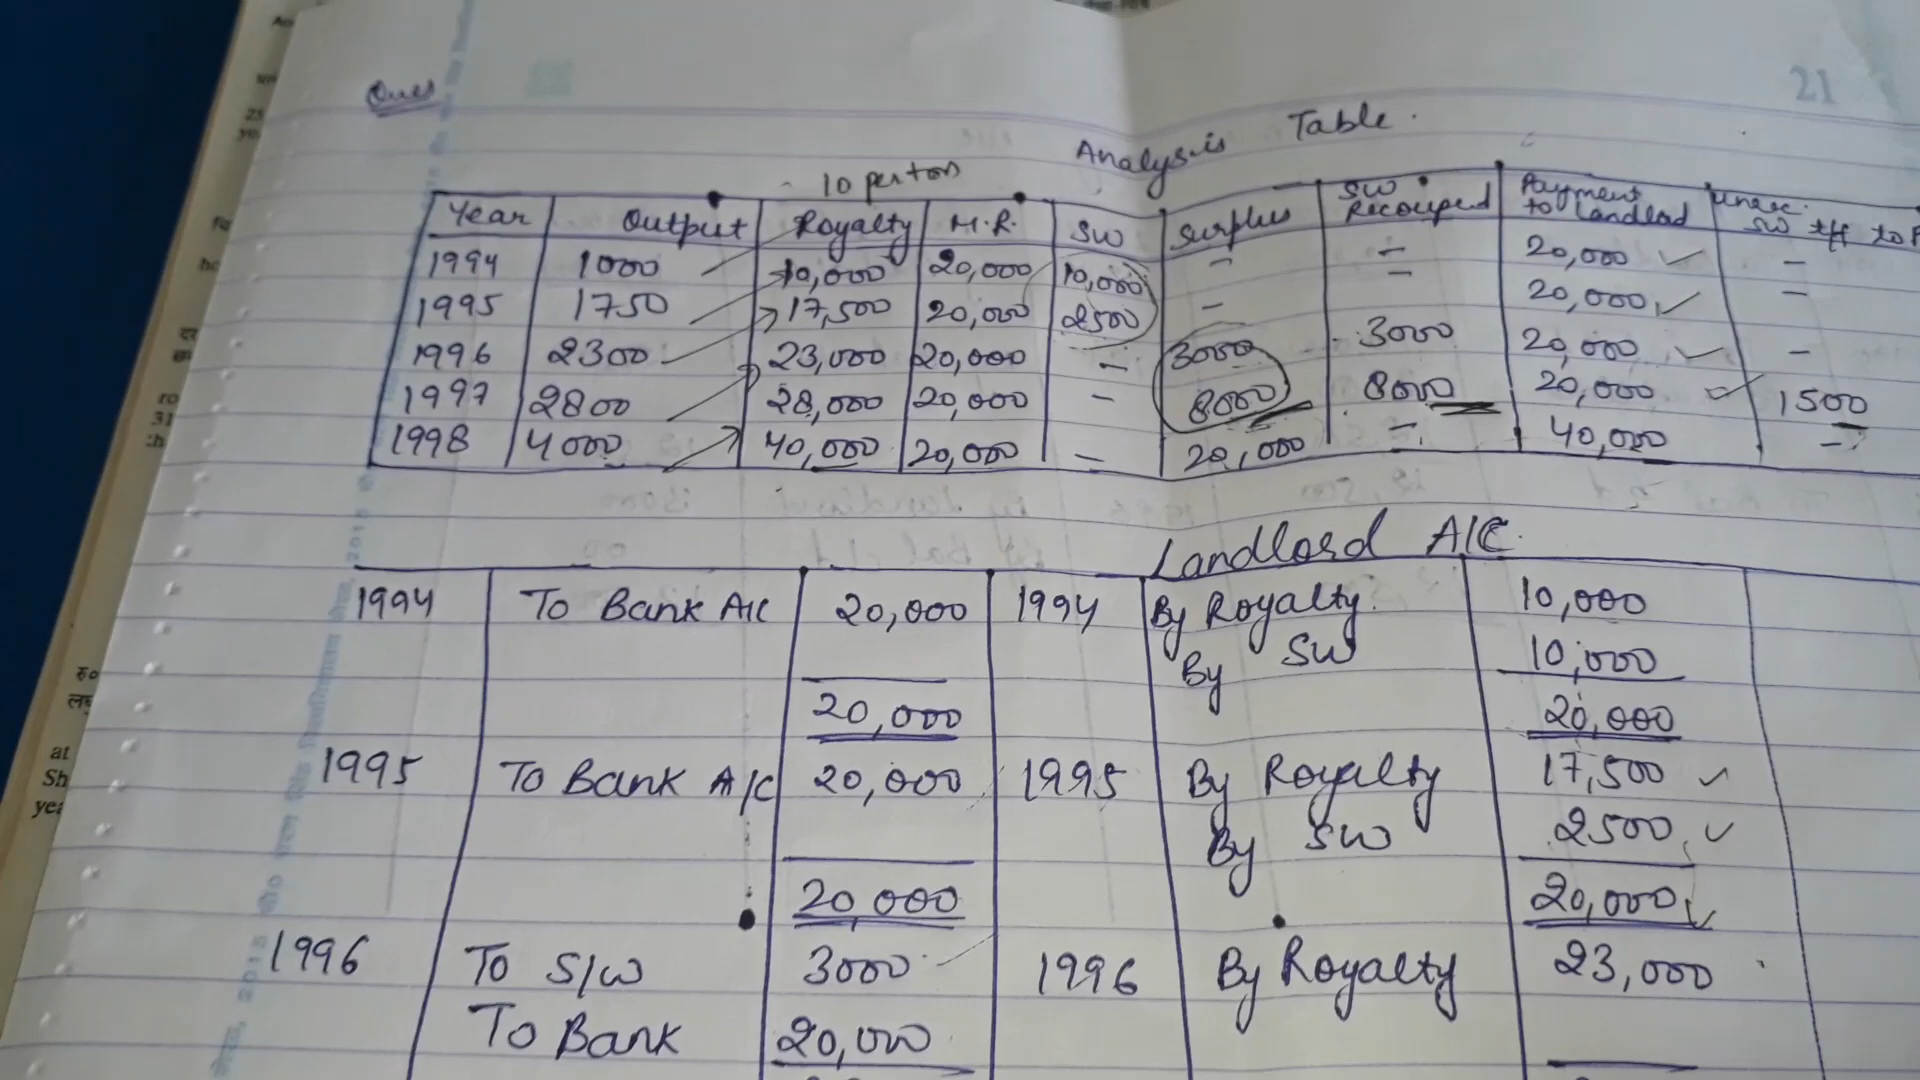 Ques
21
Analysis Table.
10 per ton
Year Output Royalty M.R. SW Surplus SW Recouped Payment to Landlad unrec. SW tff to P
1994 1000 10,000 20,000 10,000 - - 20,000 -
1995 1750 17,500 20,000 2500 - - 20,000 -
1996 2300 23,000 20,000 - 3000 3000 20,000 -
1997 2800 28,000 20,000 - 8000 8000 20,000 1500
1998 4000 40,000 20,000 - 20,000 - 40,000 -
Landlord A/C.
1994 To Bank A/C 20,000 1994 By Royalty. 10,000
By SW 10,000
20,000 20,000
1995 To Bank A/C 20,000 1995 By Royalty 17,500
By SW 2500
20,000 20,000
1996 To S/W 3000 1996 By Royalty 23,000
To Bank 20,000